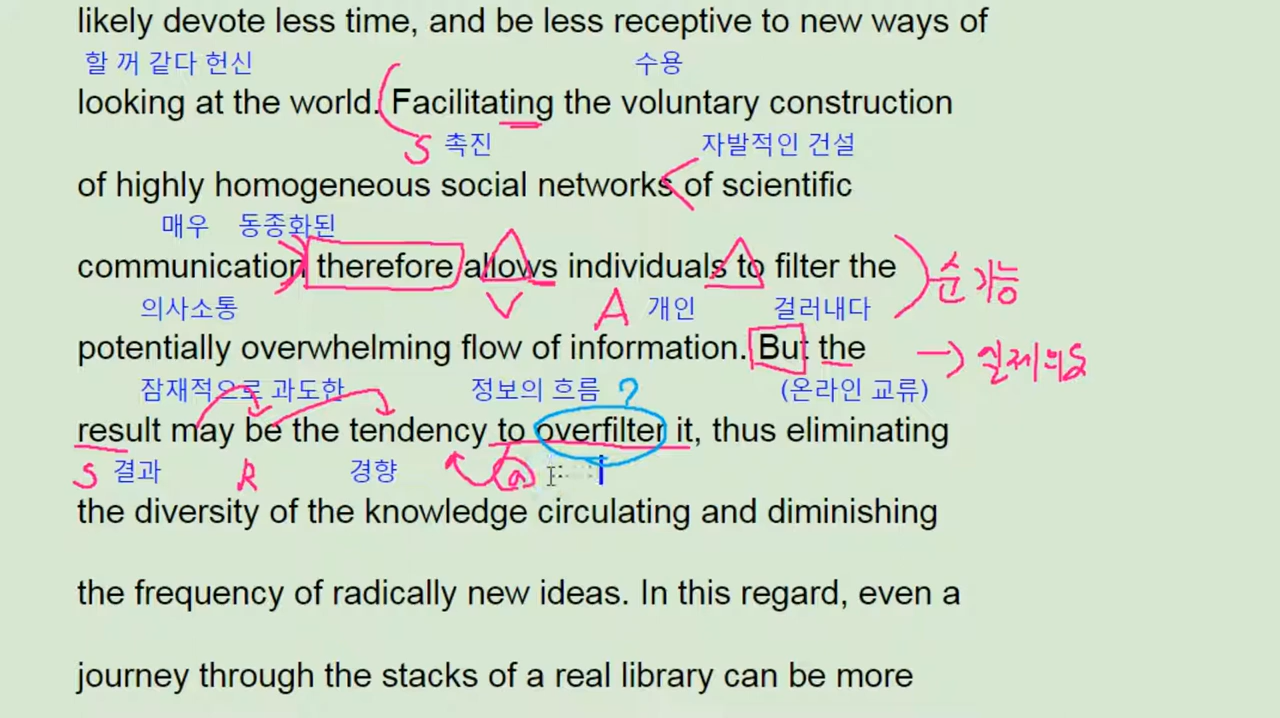 likely devote less time, and be less receptive to new ways of
할 꺼 같다 헌신 수용
looking at the world. Facilitating the voluntary construction
S 촉진 자발적인 건설
of highly homogeneous social networks of scientific
매우 동종화된
communication therefore allows individuals to filter the
순기능
의사소통 V A 개인 걸러내다
potentially overwhelming flow of information. But the
잠재적으로 과도한 정보의 흐름 ? (온라인 교류)
result may be the tendency to overfilter it, thus eliminating
S 결과 경향 a
the diversity of the knowledge circulating and diminishing
the frequency of radically new ideas. In this regard, even a
journey through the stacks of a real library can be more